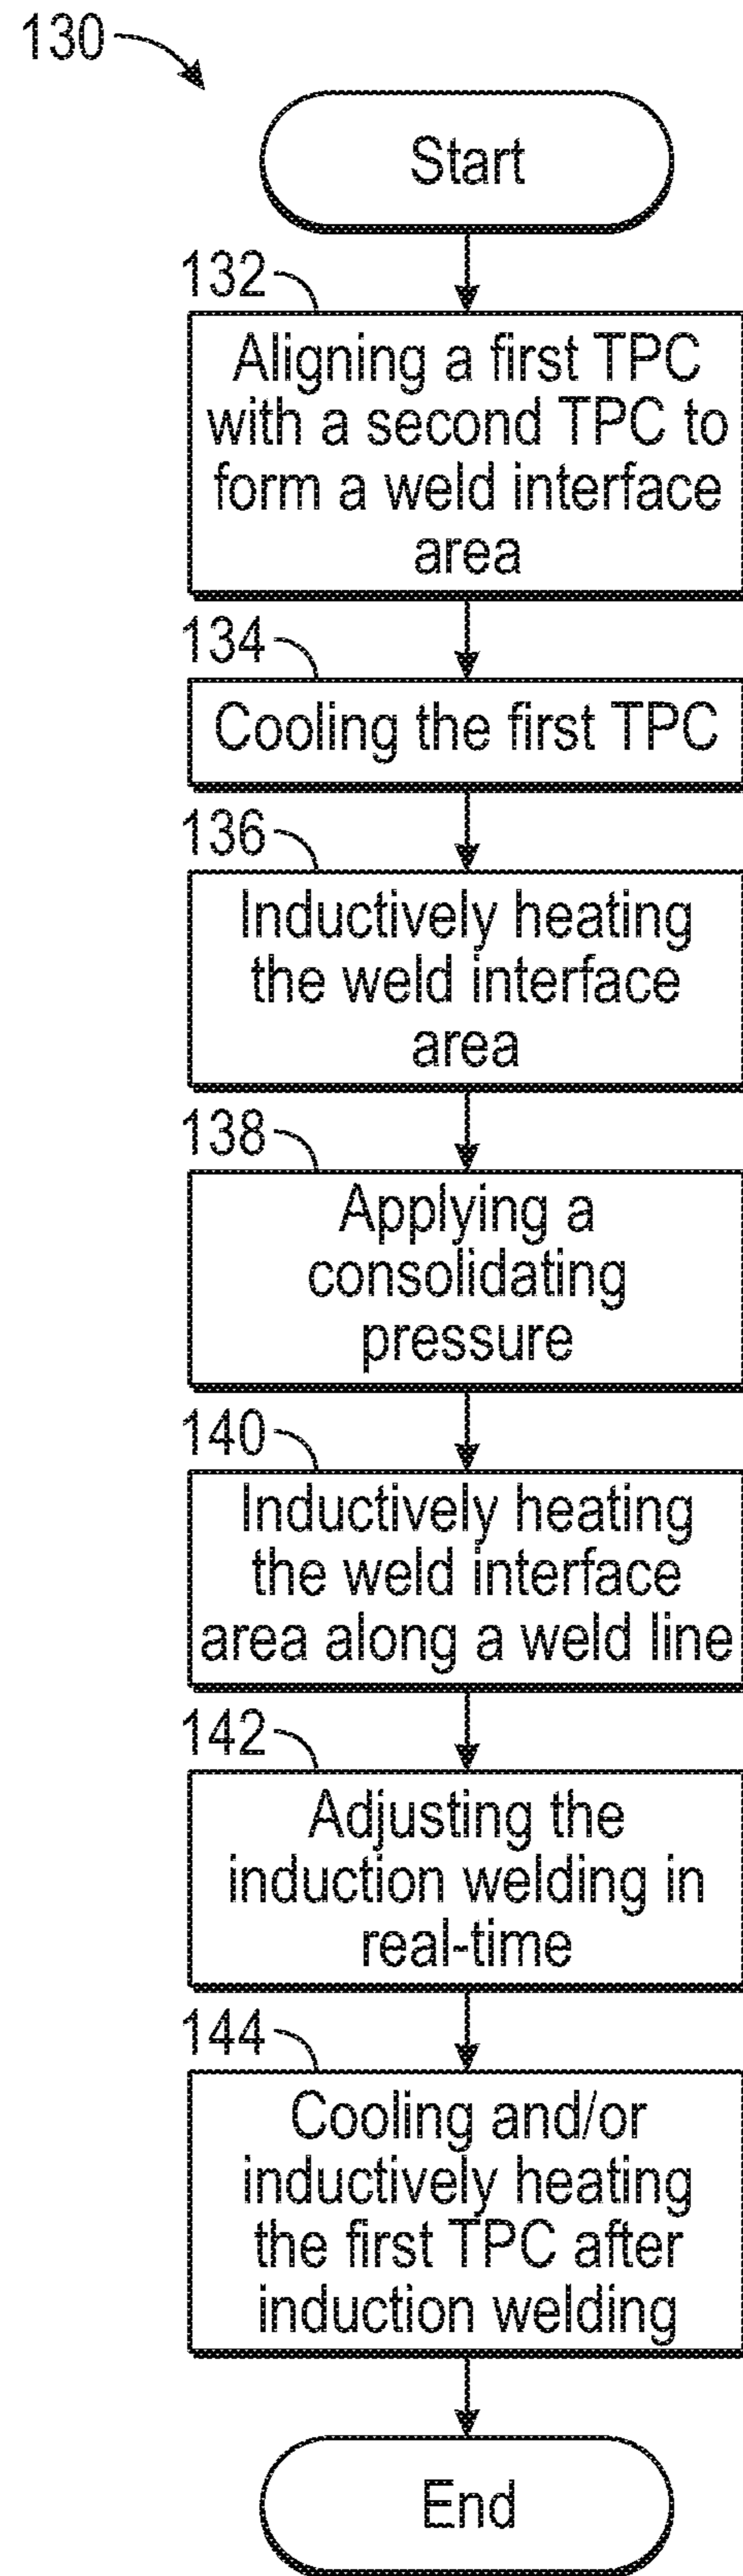 130
Start
132
Aligning a first TPC
with a second TPC to
form a weld interface
area
134
Cooling the first TPC
136
Inductively heating
the weld interface
area
138
Applying a
consolidating
pressure
140
Inductively heating
the weld interface
area along a weld line
142
Adjusting the
induction welding in
real-time
144
Cooling and/or
inductively heating
the first TPC after
induction welding
End